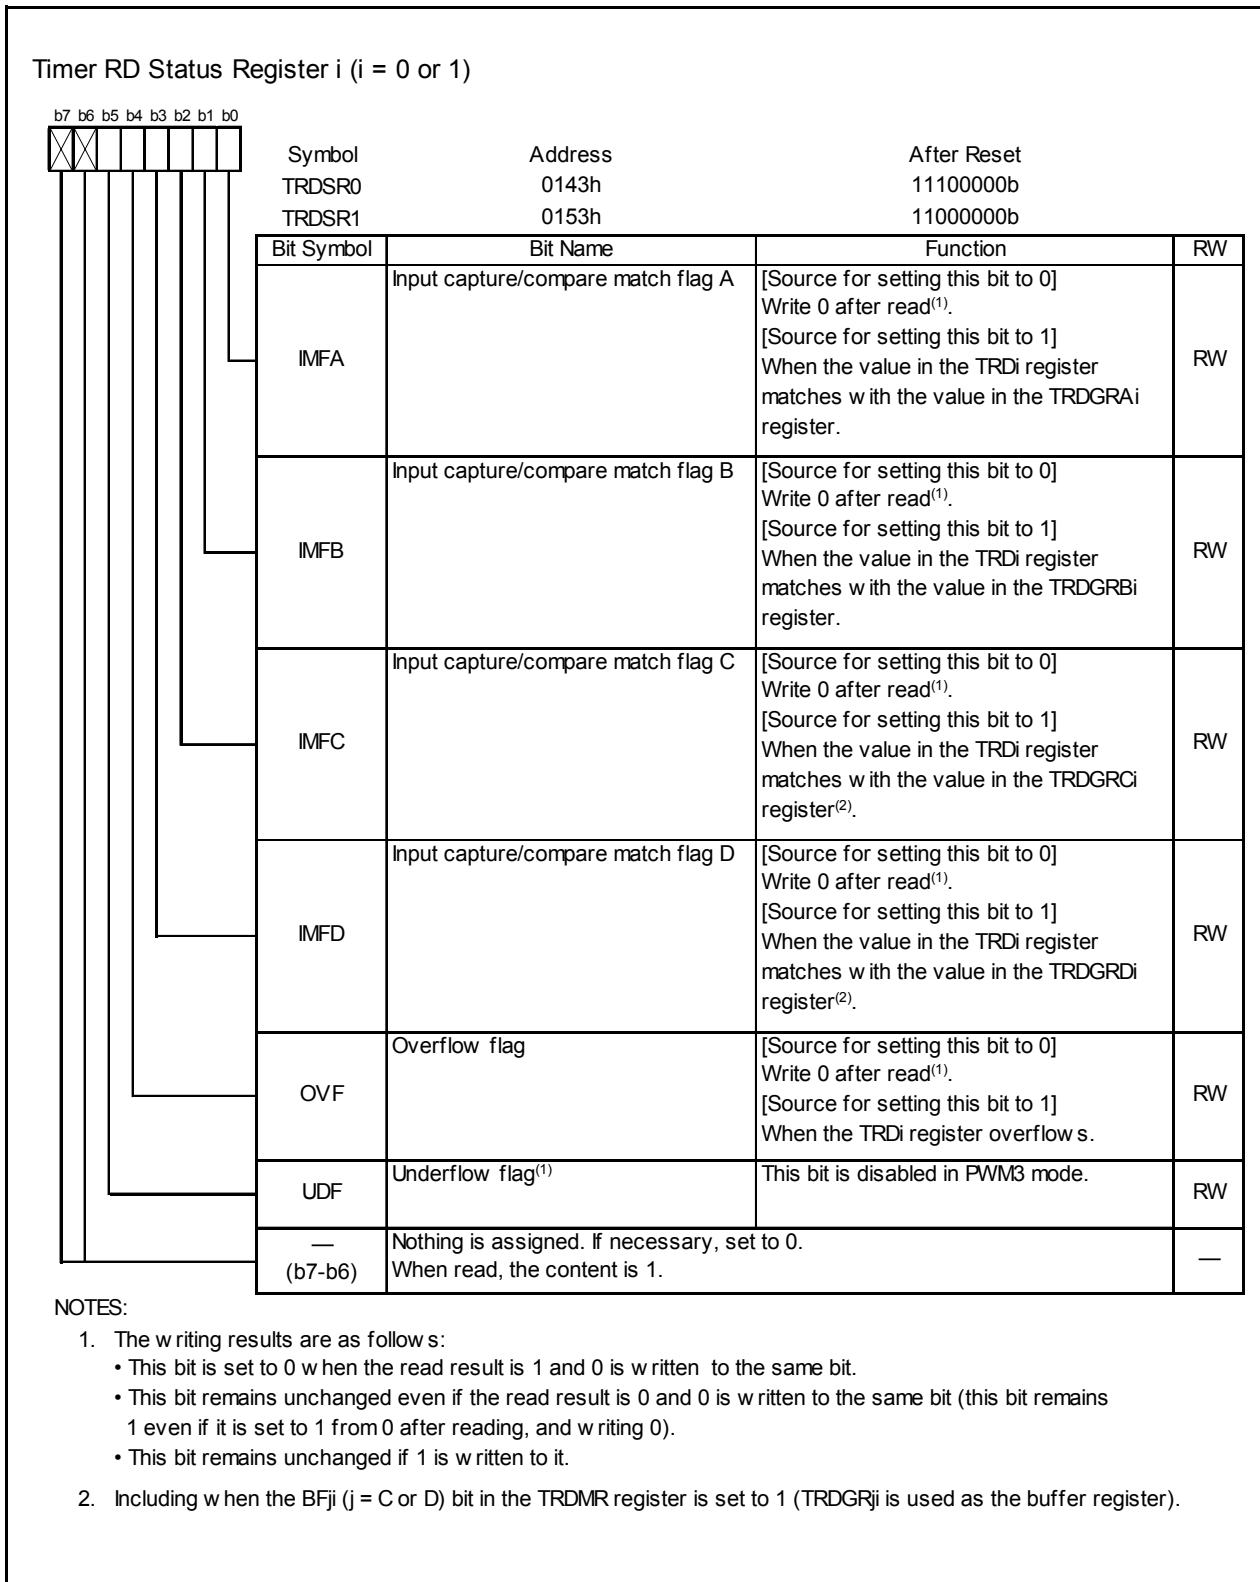 Timer RD Status Register i (i = 0 or 1)
b7 b6 b5 b4 b3 b2 b1 b0
Symbol Address After Reset
TRDSR0 0143h 11100000b
TRDSR1 0153h 11000000b
Bit Symbol Bit Name Function RW
IMFA
Input capture/compare match flag A
[Source for setting this bit to 0]
Write 0 after read(1).
[Source for setting this bit to 1]
When the value in the TRDi register
matches with the value in the TRDGRAi
register.
RW
IMFB
Input capture/compare match flag B
[Source for setting this bit to 0]
Write 0 after read(1).
[Source for setting this bit to 1]
When the value in the TRDi register
matches with the value in the TRDGRBi
register.
RW
IMFC
Input capture/compare match flag C
[Source for setting this bit to 0]
Write 0 after read(1).
[Source for setting this bit to 1]
When the value in the TRDi register
matches with the value in the TRDGRCi
register(2).
RW
IMFD
Input capture/compare match flag D
[Source for setting this bit to 0]
Write 0 after read(1).
[Source for setting this bit to 1]
When the value in the TRDi register
matches with the value in the TRDGRDi
register(2).
RW
OVF
Overflow flag
[Source for setting this bit to 0]
Write 0 after read(1).
[Source for setting this bit to 1]
When the TRDi register overflows.
RW
UDF
Underflow flag(1)
This bit is disabled in PWM3 mode.
RW
—
(b7-b6)
Nothing is assigned. If necessary, set to 0.
When read, the content is 1.
—
NOTES:
1. The writing results are as follows:
• This bit is set to 0 when the read result is 1 and 0 is written to the same bit.
• This bit remains unchanged even if the read result is 0 and 0 is written to the same bit (this bit remains
1 even if it is set to 1 from 0 after reading, and writing 0).
• This bit remains unchanged if 1 is written to it.
2. Including when the BFji (j = C or D) bit in the TRDMR register is set to 1 (TRDGRji is used as the buffer register).